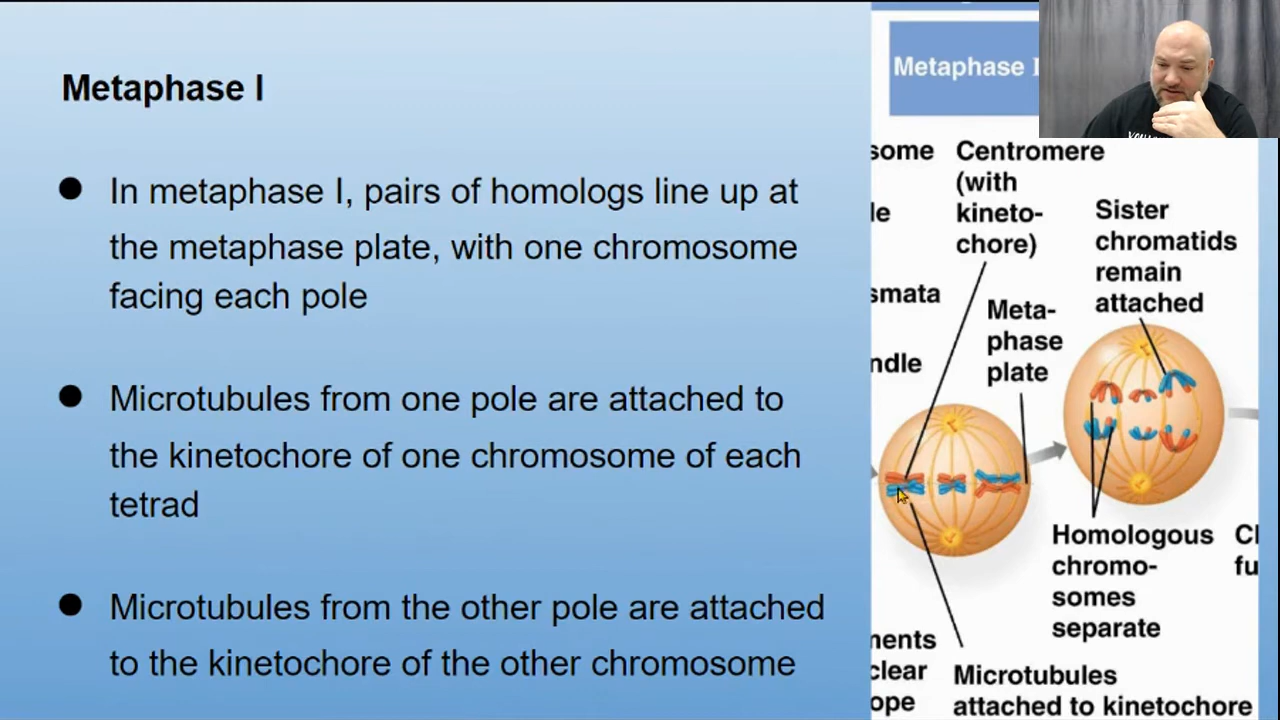 Metaphase I
● In metaphase I, pairs of homologs line up at
the metaphase plate, with one chromosome
facing each pole
● Microtubules from one pole are attached to
the kinetochore of one chromosome of each
tetrad
● Microtubules from the other pole are attached
to the kinetochore of the other chromosome
Metaphase I
some
Centromere
(with
kineto-
chore)
le
smata
ndle
Sister
chromatids
remain
attached
Meta-
phase
plate
Homologous
chromo-
somes
separate
Cl
fu
ments
clear
ope
Microtubules
attached to kinetochore